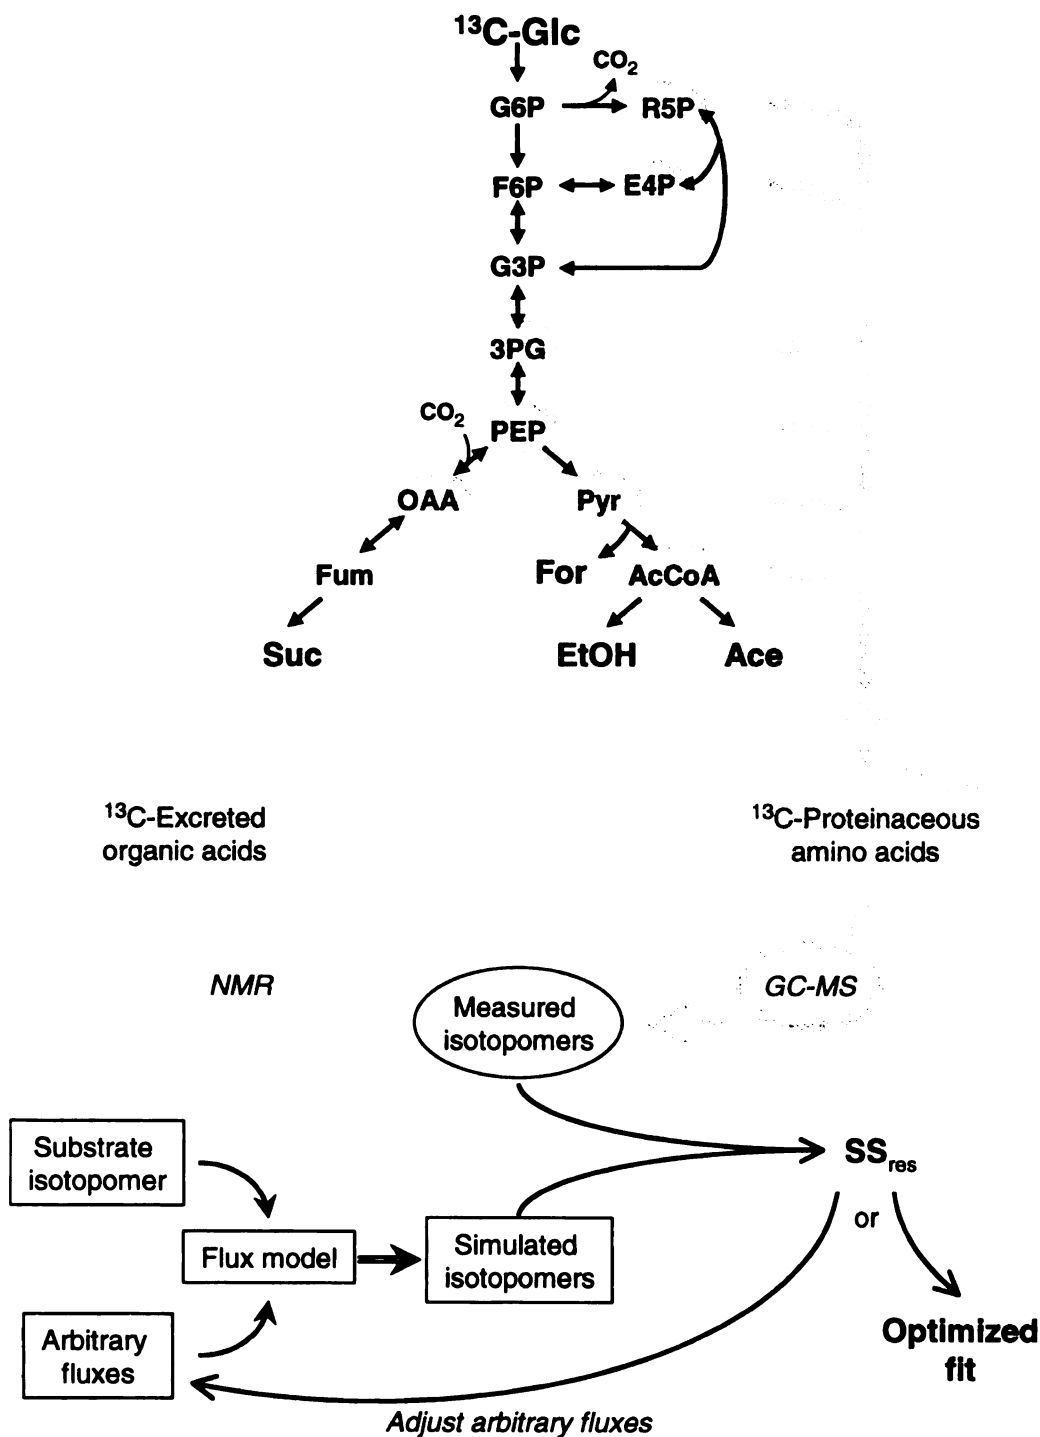 ¹³C-Glc
CO₂
G6P R5P
F6P E4P
G3P
3PG
CO₂
PEP
OAA Pyr
Fum For AcCoA
Suc EtOH Ace
¹³C-Excreted
organic acids
¹³C-Proteinaceous
amino acids
NMR
Measured
isotopomers
GC-MS
Substrate
isotopomer
SSres
or
Flux model
Simulated
isotopomers
Arbitrary
fluxes
Optimized
fit
Adjust arbitrary fluxes